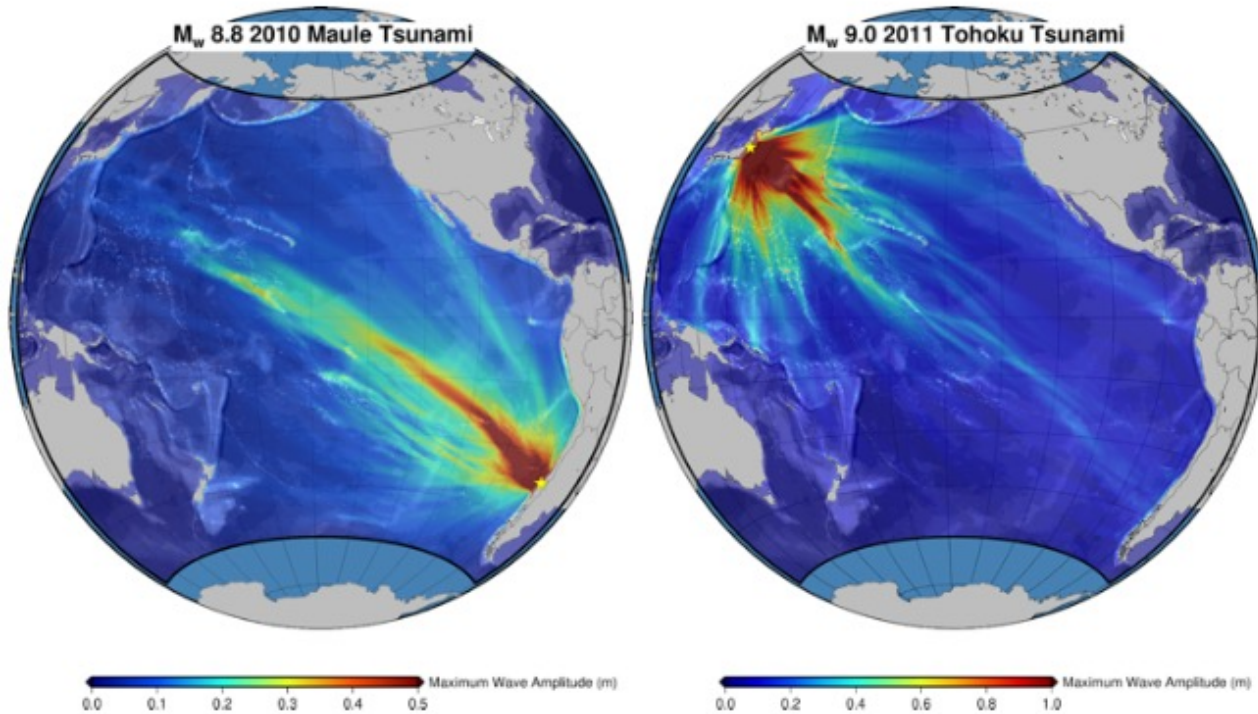 M_w 8.8 2010 Maule Tsunami
M_w 9.0 2011 Tohoku Tsunami
Maximum Wave Amplitude (m)
0.0 0.1 0.2 0.3 0.4 0.5
Maximum Wave Amplitude (m)
0.0 0.2 0.4 0.6 0.8 1.0